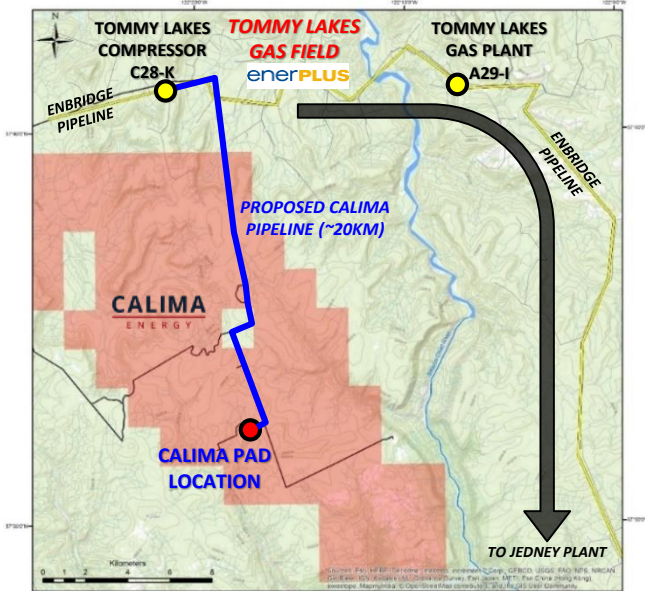 N
TOMMY LAKES
COMPRESSOR
C28-K
TOMMY LAKES
GAS FIELD
enerPLUS
TOMMY LAKES
GAS PLANT
A29-I
ENBRIDGE
PIPELINE
ENBRIDGE
PIPELINE
PROPOSED CALIMA
PIPELINE (~20KM)
CALIMA
ENERGY
CALIMA PAD
LOCATION
TO JEDNEY PLANT
Kilometers
0 2 4 6 8